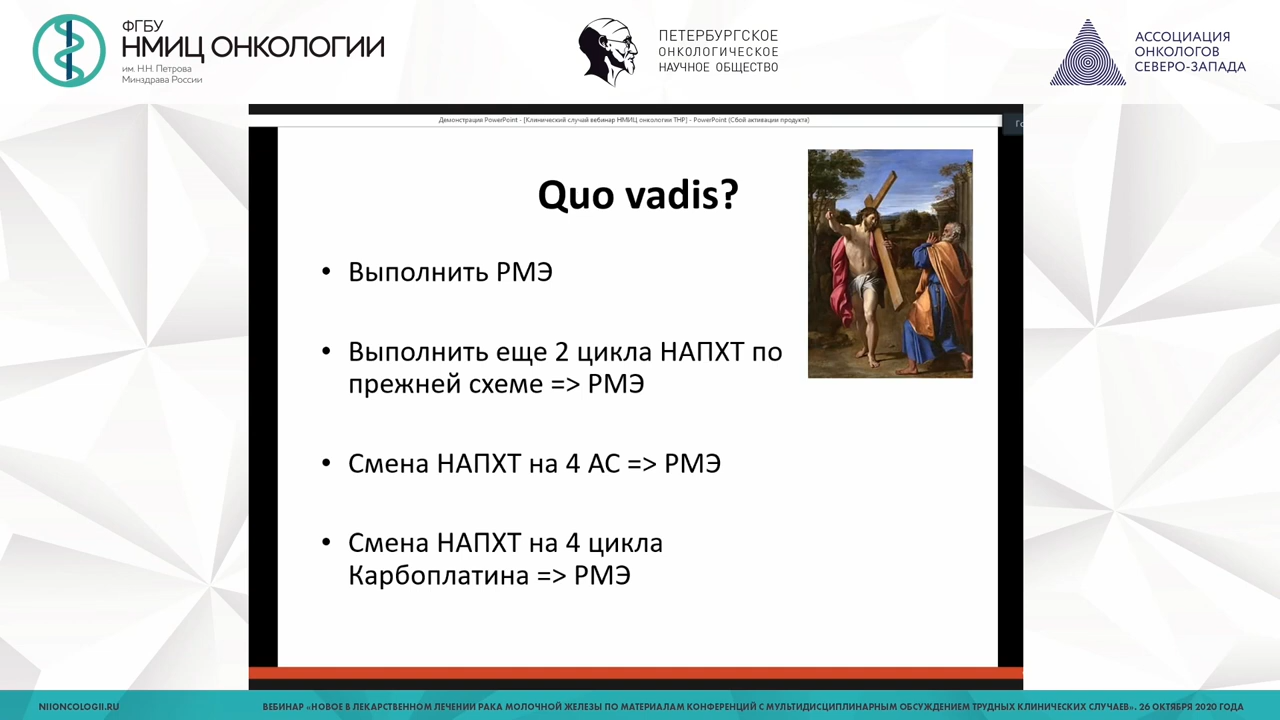 ФГБУ
НМИЦ ОНКОЛОГИИ
им. Н.Н. Петрова
Минздрава России
ПЕТЕРБУРГСКОЕ
ОНКОЛОГИЧЕСКОЕ
НАУЧНОЕ ОБЩЕСТВО
АССОЦИАЦИЯ
ОНКОЛОГОВ
СЕВЕРО-ЗАПАДА
Демонстрация PowerPoint - [Клинический случай вебинар НМИЦ онкологии ТНР] - PowerPoint (Сбой активации продукта)
Quo vadis?
• Выполнить РМЭ
• Выполнить еще 2 цикла НАПХТ по
прежней схеме => РМЭ
• Смена НАПХТ на 4 АС => РМЭ
• Смена НАПХТ на 4 цикла
Карбоплатина => РМЭ
NIIONCOLOGII.RU
ВЕБИНАР «НОВОЕ В ЛЕКАРСТВЕННОМ ЛЕЧЕНИИ РАКА МОЛОЧНОЙ ЖЕЛЕЗЫ ПО МАТЕРИАЛАМ КОНФЕРЕНЦИЙ С МУЛЬТИДИСЦИПЛИНАРНЫМ ОБСУЖДЕНИЕМ ТРУДНЫХ КЛИНИЧЕСКИХ СЛУЧАЕВ». 26 ОКТЯБРЯ 2020 ГОДА